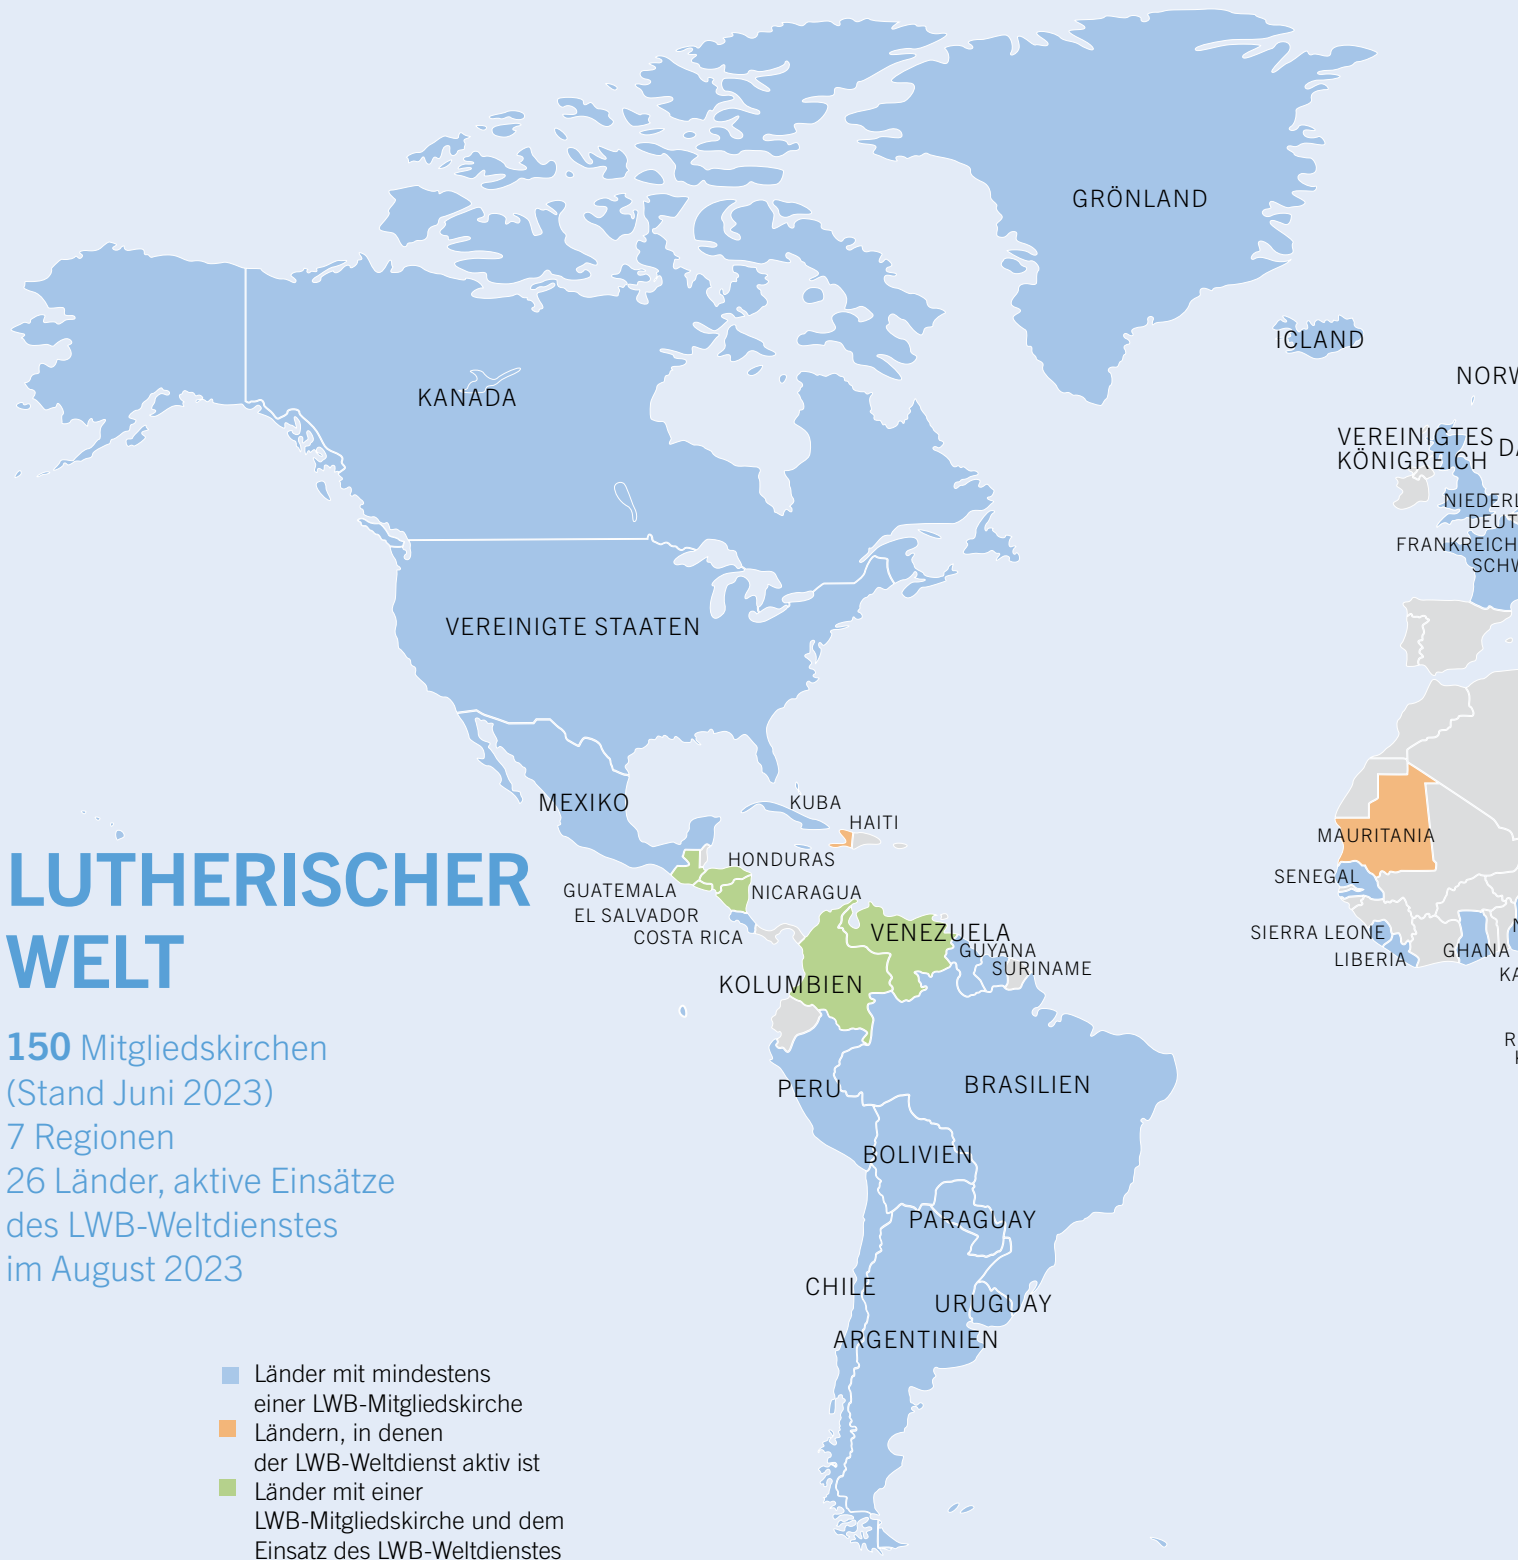 GRÖNLAND
ICLAND
KANADA
VEREINIGTES
KÖNIGREICH
FRANKREICH
VEREINIGTE STAATEN
MEXIKO
KUBA
HAITI
HONDURAS
GUATEMALA
NICARAGUA
EL SALVADOR
COSTA RICA
VENEZUELA
GUYANA
SURINAME
KOLUMBIEN
MAURITANIA
SENEGAL
SIERRA LEONE
LIBERIA
GHANA
PERU
BRASILIEN
BOLIVIEN
PARAGUAY
CHILE
URUGUAY
ARGENTINIEN
LUTHERISCHER
WELT
150 Mitgliedskirchen
(Stand Juni 2023)
7 Regionen
26 Länder, aktive Einsätze
des LWB-Weltdienstes
im August 2023
Länder mit mindestens
einer LWB-Mitgliedskirche
Ländern, in denen
der LWB-Weltdienst aktiv ist
Länder mit einer
LWB-Mitgliedskirche und dem
Einsatz des LWB-Weltdienstes